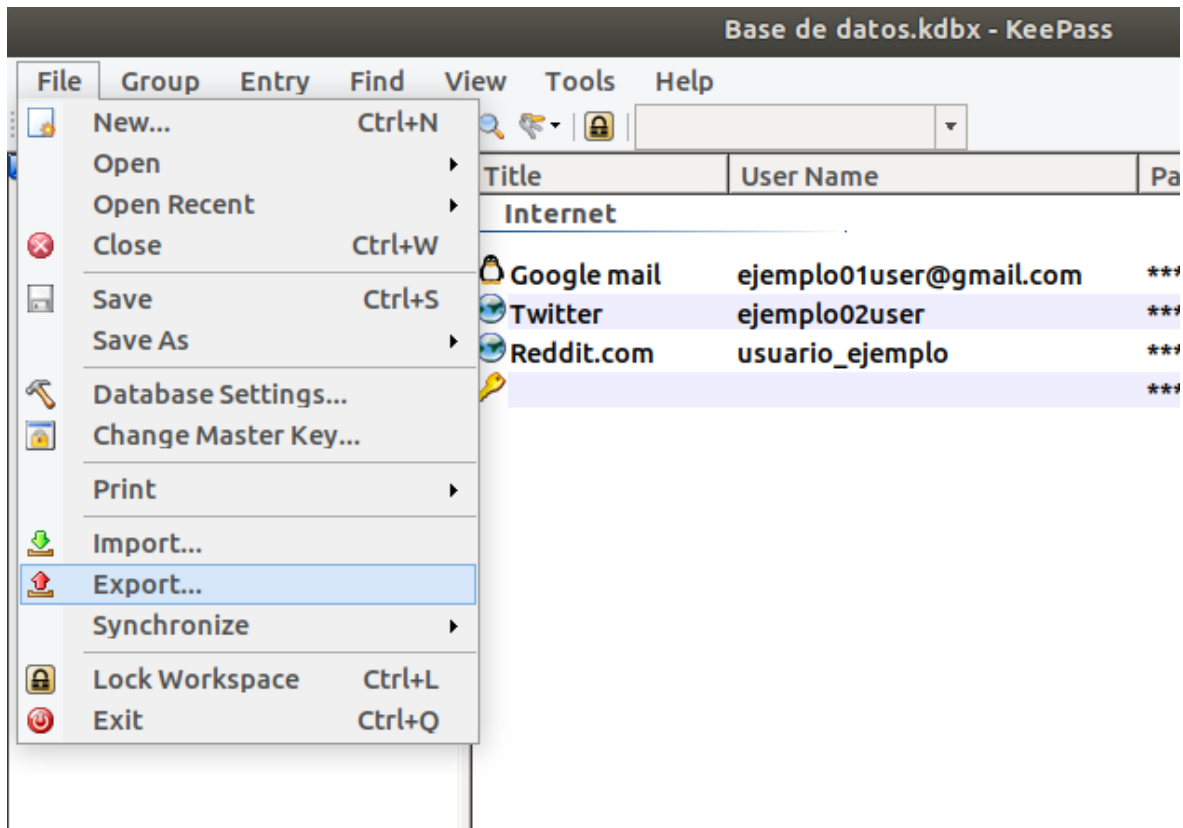 Base de datos.kdbx - KeePass
File Group Entry Find View Tools Help
New... Ctrl+N
Open
Open Recent
Close Ctrl+W
Save Ctrl+S
Save As
Database Settings...
Change Master Key...
Print
Import...
Export...
Synchronize
Lock Workspace Ctrl+L
Exit Ctrl+Q
Title User Name Pa
Internet
Google mail ejemplo01user@gmail.com ***
Twitter ejemplo02user ***
Reddit.com usuario_ejemplo ***
***